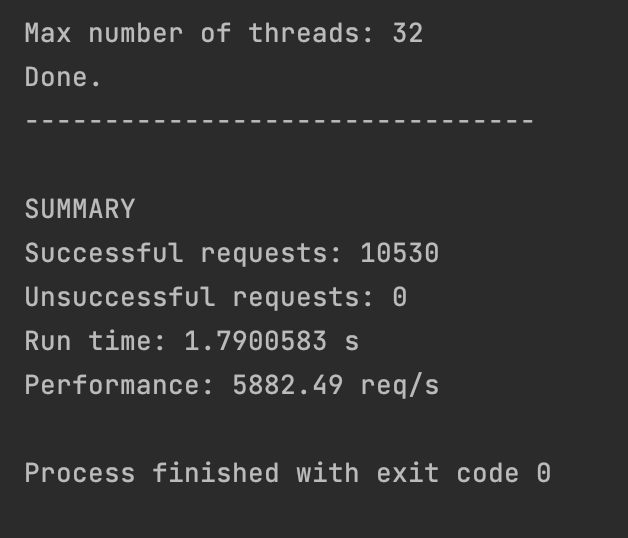 Max number of threads: 32
Done.
--------------------------------
SUMMARY
Successful requests: 10530
Unsuccessful requests: 0
Run time: 1.7900583 s
Performance: 5882.49 req/s
Process finished with exit code 0